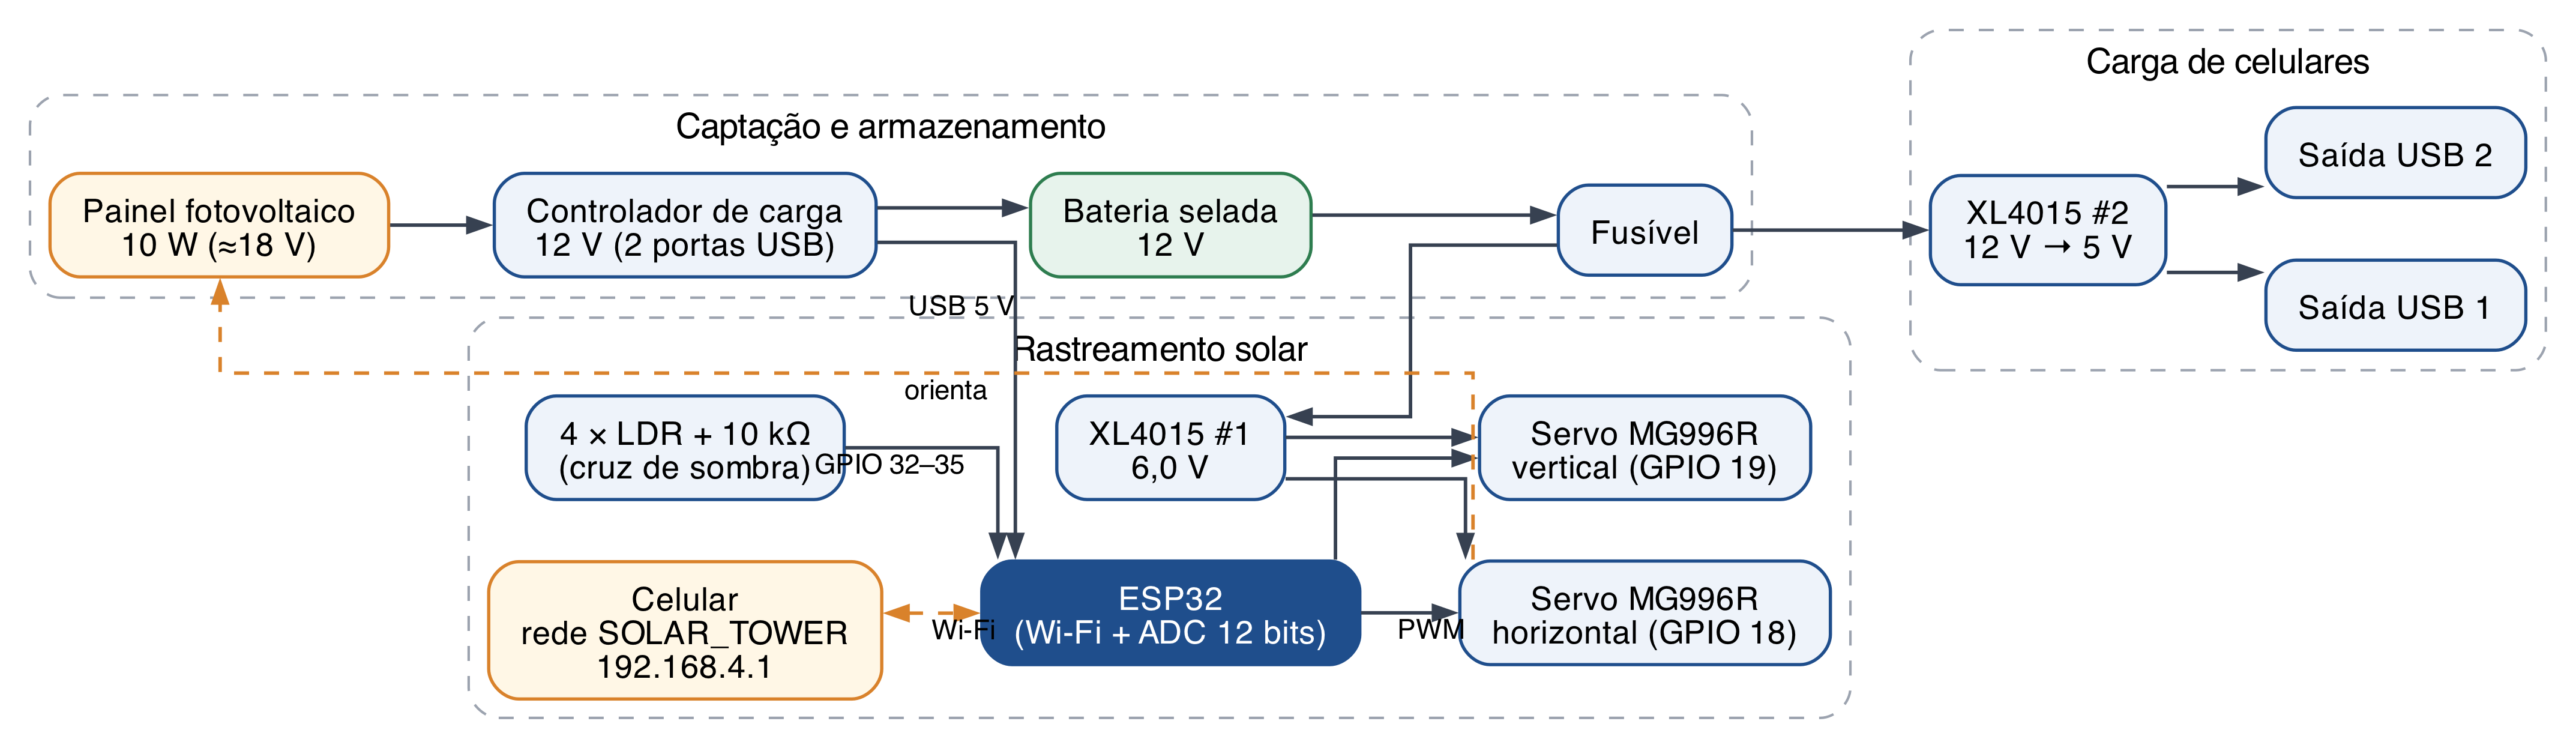 Captação e armazenamento
Painel fotovoltaico
10 W (≈18 V)
Controlador de carga
12 V (2 portas USB)
Bateria selada
12 V
Fusível
Carga de celulares
XL4015 #2
12 V → 5 V
Saída USB 2
Saída USB 1
USB 5 V
Rastreamento solar
orienta
4 × LDR + 10 kΩ
(cruz de sombra)
GPIO 32–35
XL4015 #1
6,0 V
Servo MG996R
vertical (GPIO 19)
Celular
rede SOLAR_TOWER
192.168.4.1
Wi-Fi
ESP32
(Wi-Fi + ADC 12 bits)
PWM
Servo MG996R
horizontal (GPIO 18)